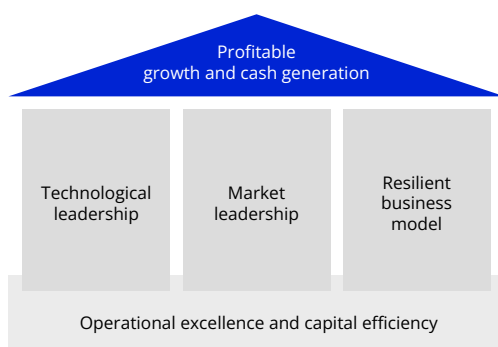 Profitable
growth and cash generation
Technological
leadership
Market
leadership
Resilient
business
model
Operational excellence and capital efficiency